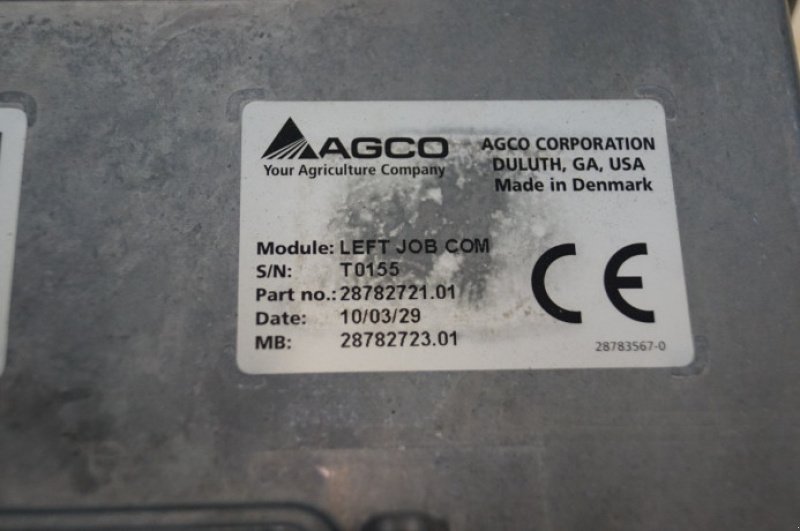 AGCO
Your Agriculture Company
AGCO CORPORATION
DULUTH, GA, USA
Made in Denmark
Module: LEFT JOB COM
S/N: T0155
Part no.: 28782721.01
Date: 10/03/29
MB: 28782723.01
CE
28783567-0